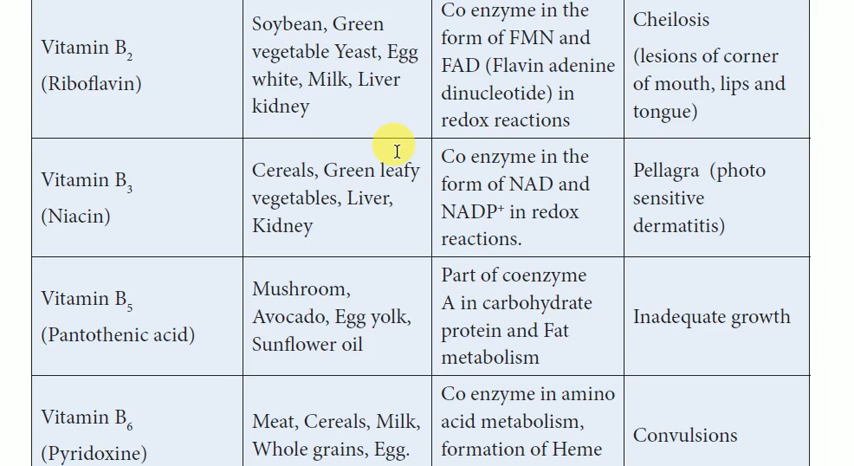 Vitamin B2
(Riboflavin)
Soybean, Green
vegetable Yeast, Egg
white, Milk, Liver
kidney
Co enzyme in the
form of FMN and
FAD (Flavin adenine
dinucleotide) in
redox reactions
Cheilosis
(lesions of corner
of mouth, lips and
tongue)
Vitamin B3
(Niacin)
Cereals, Green leafy
vegetables, Liver,
Kidney
Co enzyme in the
form of NAD and
NADP+ in redox
reactions.
Pellagra (photo
sensitive
dermatitis)
Vitamin B5
(Pantothenic acid)
Mushroom,
Avocado, Egg yolk,
Sunflower oil
Part of coenzyme
A in carbohydrate
protein and Fat
metabolism
Inadequate growth
Vitamin B6
(Pyridoxine)
Meat, Cereals, Milk,
Whole grains, Egg.
Co enzyme in amino
acid metabolism,
formation of Heme
Convulsions